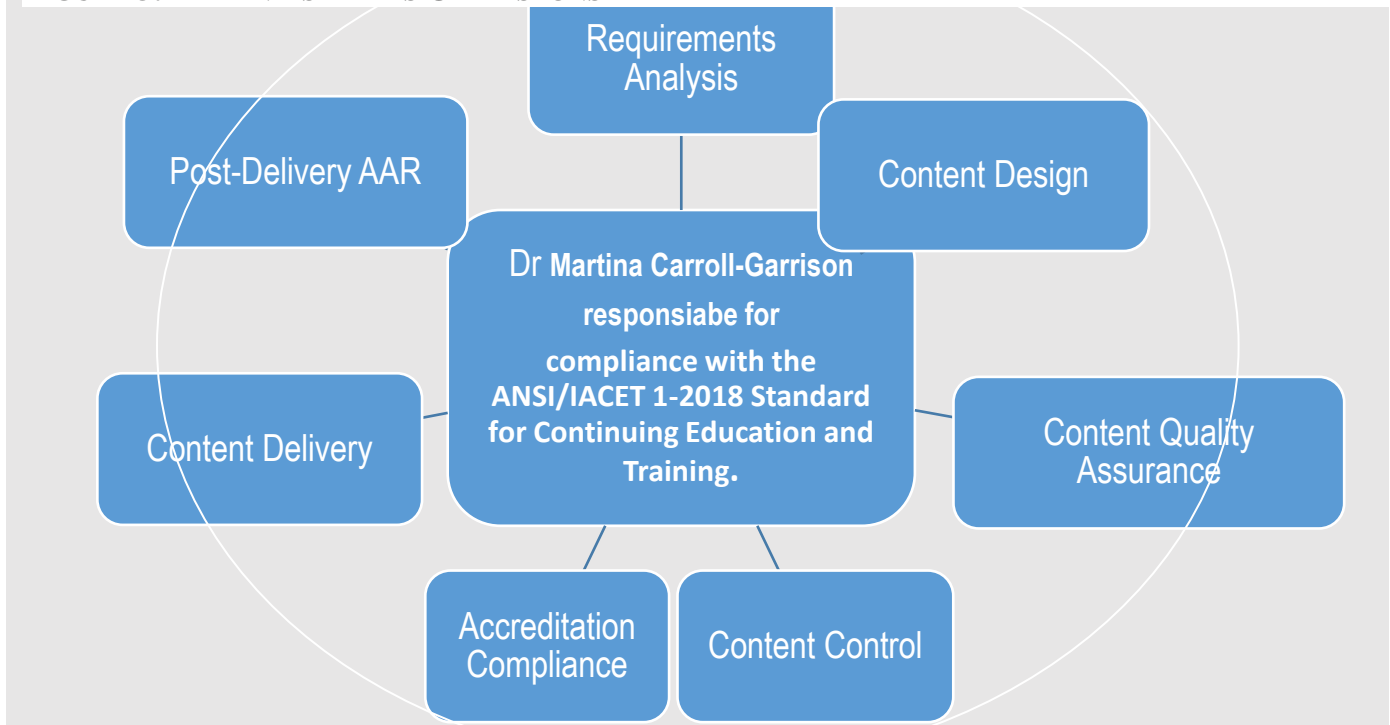 Requirements
Analysis
Post-Delivery AAR
Content Design
Dr Martina Carroll-Garrison
responsiabe for
compliance with the
ANSI/IACET 1-2018 Standard
for Continuing Education and
Training.
Content Delivery
Content Quality
Assurance
Accreditation
Compliance
Content Control